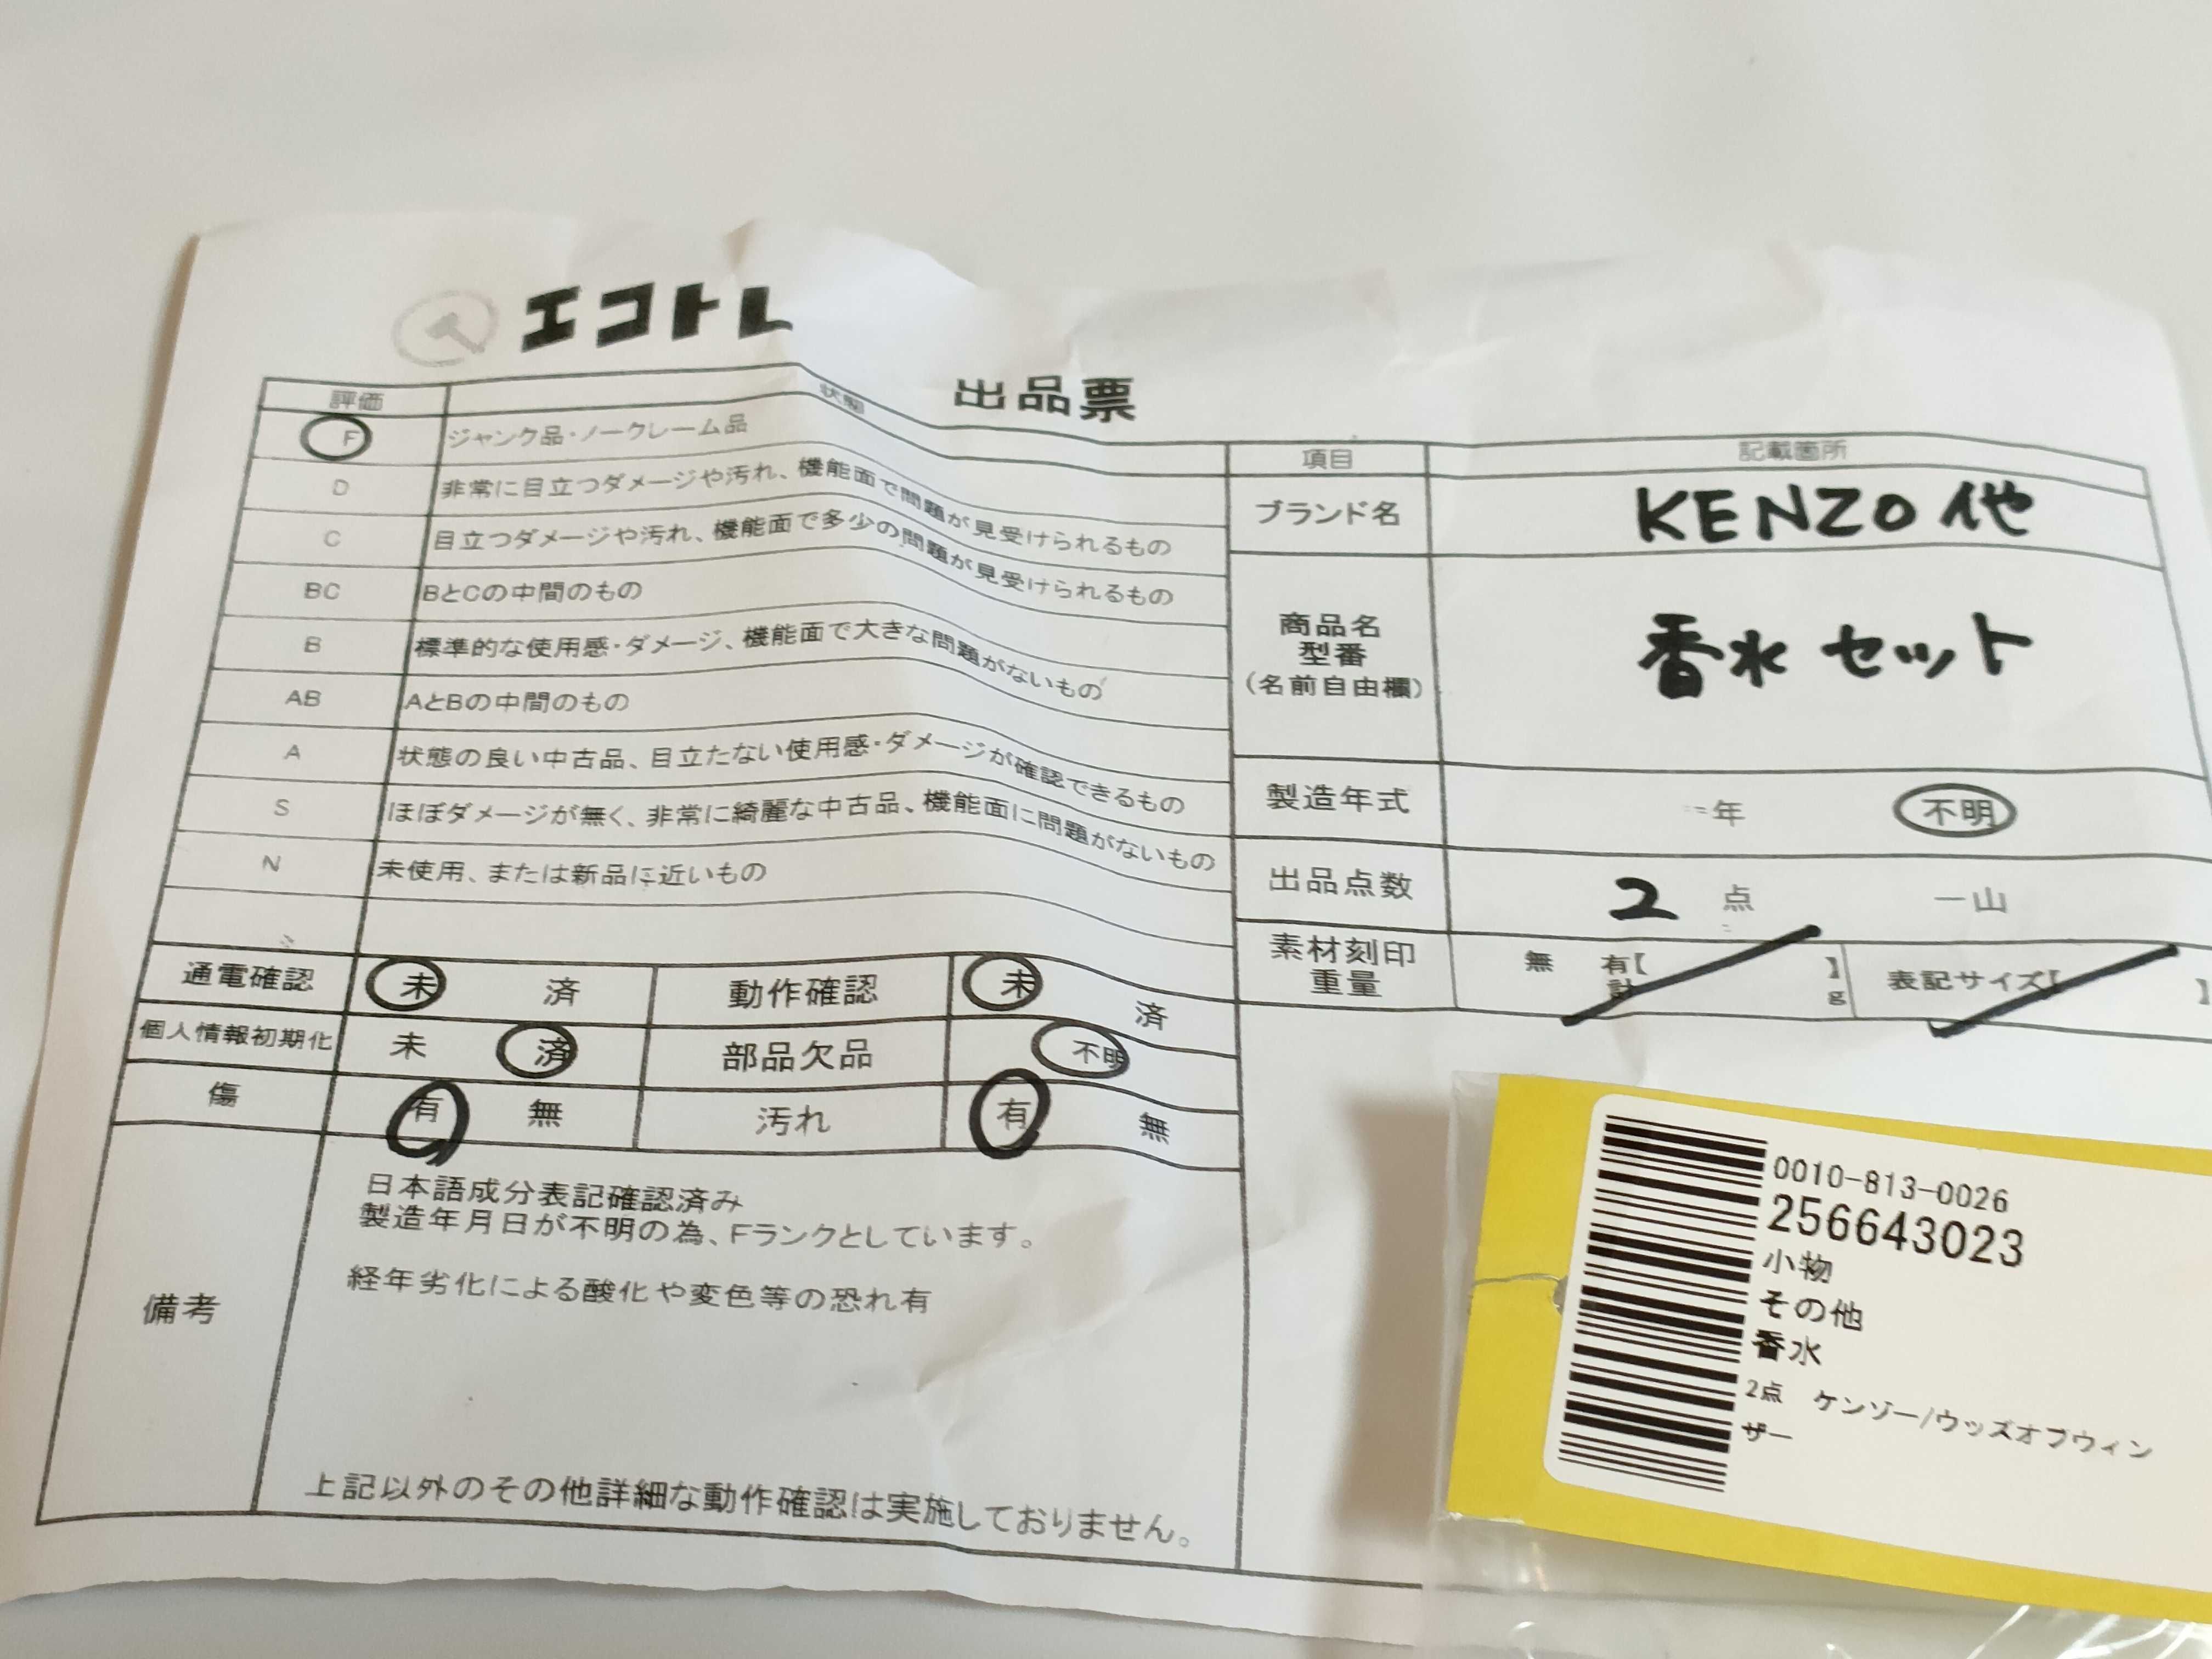 エコトレ
出品票
評価 状態
F ジャンク品・ノークレーム品
D 非常に目立つダメージや汚れ、機能面で問題が見受けられるもの
C 目立つダメージや汚れ、機能面で多少の問題が見受けられるもの
BC BとCの中間のもの
B 標準的な使用感・ダメージ、機能面で大きな問題がないもの
AB AとBの中間のもの
A 状態の良い中古品、目立たない使用感・ダメージが確認できるもの
S ほぼダメージが無く、非常に綺麗な中古品、機能面に問題がないもの
N 未使用、または新品に近いもの
通電確認 未 済 動作確認 未 済
個人情報初期化 未 済 部品欠品 不明
傷 有 無 汚れ 有 無
備考
日本語成分表記確認済み
製造年月日が不明の為、Fランクとしています。
経年劣化による酸化や変色等の恐れ有
上記以外のその他詳細な動作確認は実施しておりません。
項目 記載箇所
ブランド名 KENZO 他
商品名
型番
(名前自由欄)
香水 セット
製造年式 年 不明
出品点数 2 点 一山
素材刻印 無 有【 】 表記サイズ【 】
重量 計 g
0010-813-0026
256643023
小物
その他
香水
2点 ケンゾー/ウッズオブウィン
ザー